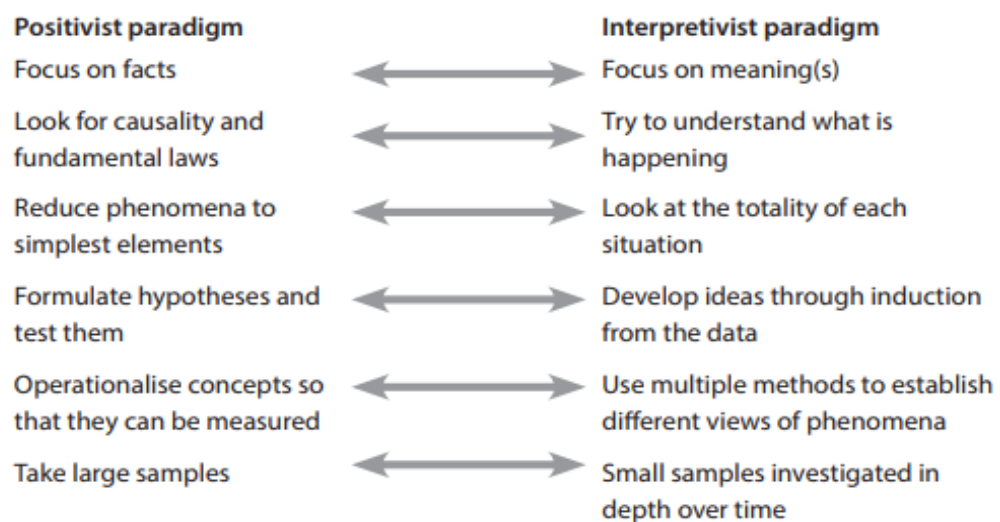 Positivist paradigm
Interpretivist paradigm
Focus on facts
Focus on meaning(s)
Look for causality and
fundamental laws
Try to understand what is
happening
Reduce phenomena to
simplest elements
Look at the totality of each
situation
Formulate hypotheses and
test them
Develop ideas through induction
from the data
Operationalise concepts so
that they can be measured
Use multiple methods to establish
different views of phenomena
Take large samples
Small samples investigated in
depth over time